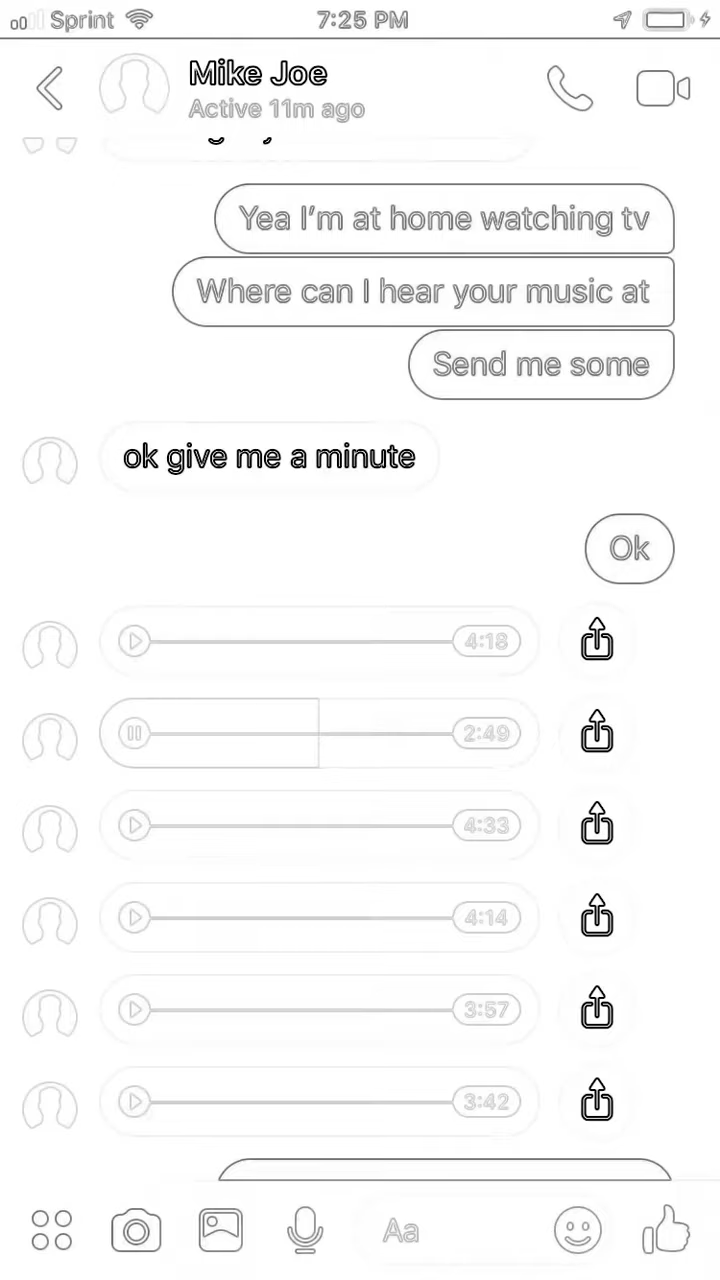 Sprint 7:25 PM
Mike Joe
Active 11m ago
Yea I'm at home watching tv
Where can I hear your music at
Send me some
ok give me a minute
Ok
4:18
2:49
4:33
4:14
3:57
3:42
Aa